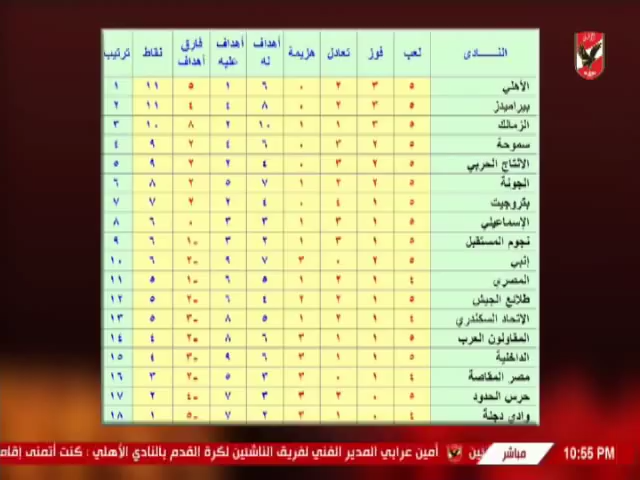 النــــادى لعب فوز تعادل هزيمة أهداف له أهداف عليه فارق أهداف نقاط ترتيب
الأهلي ٥ ٣ ٢ ٠ ٦ ١ ٥ ١١ ١
بيراميدز ٥ ٣ ٢ ٠ ٨ ٤ ٤ ١١ ٢
الزمالك ٥ ٣ ١ ١ ١٠ ٢ ٨ ١٠ ٣
سموحة ٥ ٢ ٣ ٠ ٦ ٤ ٢ ٩ ٤
الانتاج الحربي ٥ ٢ ٣ ٠ ٤ ٢ ٢ ٩ ٥
الجونة ٥ ٢ ٢ ١ ٧ ٥ ٢ ٨ ٦
بتروجيت ٥ ١ ٤ ٠ ٤ ٢ ٢ ٧ ٧
الإسماعيلي ٥ ١ ٣ ١ ٣ ٣ ٠ ٦ ٨
نجوم المستقبل ٥ ١ ٣ ١ ٢ ٣ ١- ٦ ٩
إنبي ٥ ٢ ٠ ٣ ٧ ٩ ٢- ٦ ١٠
المصري ٤ ١ ٢ ١ ٥ ٦ ١- ٥ ١١
طلائع الجيش ٥ ١ ٢ ٢ ٤ ٦ ٢- ٥ ١٢
الاتحاد السكندري ٤ ١ ٢ ١ ٥ ٨ ٣- ٥ ١٣
المقاولون العرب ٥ ١ ١ ٣ ٦ ٨ ٢- ٤ ١٤
الداخلية ٥ ١ ١ ٣ ٦ ٩ ٣- ٤ ١٥
مصر المقاصة ٤ ١ ٠ ٣ ٣ ٥ ٢- ٣ ١٦
حرس الحدود ٥ ٠ ٢ ٣ ٣ ٧ ٤- ٢ ١٧
وادي دجلة ٤ ٠ ١ ٣ ٢ ٧ ٥- ١ ١٨
10:55 PM مباشر
أمين عرابي المدير الفني لفريق الناشئين لكرة القدم بالنادي الأهلي : كنت أتمنى إقامة